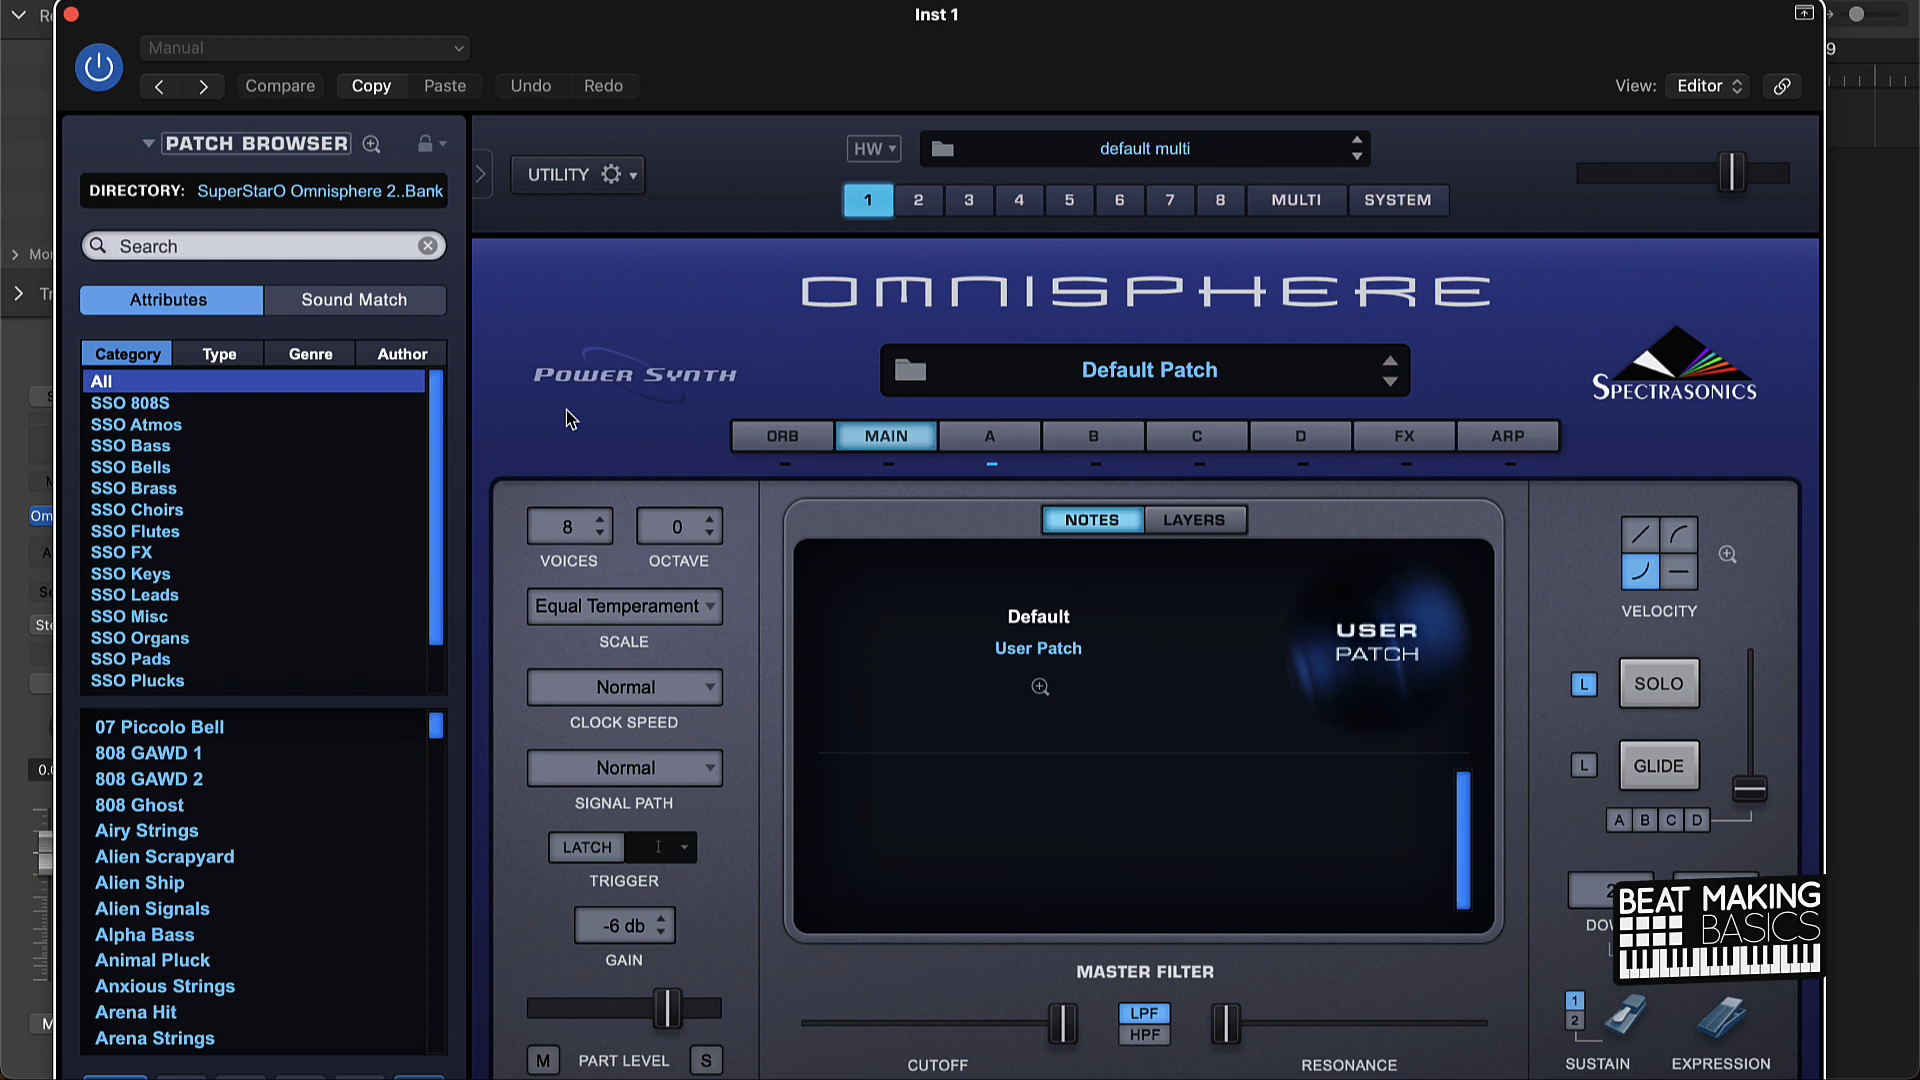 Inst 1
Manual
Compare
Copy
Paste
Undo
Redo
View:
Editor
9
PATCH BROWSER
DIRECTORY: SuperStarO Omnisphere 2..Bank
Search
Attributes
Sound Match
Category
Type
Genre
Author
All
SSO 808S
SSO Atmos
SSO Bass
SSO Bells
SSO Brass
SSO Choirs
SSO Flutes
SSO FX
SSO Keys
SSO Leads
SSO Misc
SSO Organs
SSO Pads
SSO Plucks
07 Piccolo Bell
808 GAWD 1
808 GAWD 2
808 Ghost
Airy Strings
Alien Scrapyard
Alien Ship
Alien Signals
Alpha Bass
Animal Pluck
Anxious Strings
Arena Hit
Arena Strings
UTILITY
HW
default multi
1 2 3 4 5 6 7 8 MULTI SYSTEM
OMNISPHERE
POWER SYNTH
Default Patch
SPECTRASONICS
ORB MAIN A B C D FX ARP
8
0
VOICES
OCTAVE
Equal Temperament
SCALE
Normal
CLOCK SPEED
Normal
SIGNAL PATH
LATCH
TRIGGER
-6 db
GAIN
M PART LEVEL S
NOTES
LAYERS
Default
User Patch
USER
PATCH
MASTER FILTER
LPF
HPF
CUTOFF
RESONANCE
VELOCITY
L SOLO
L GLIDE
A B C D
BEAT MAKING
BASICS
1
2
SUSTAIN
EXPRESSION